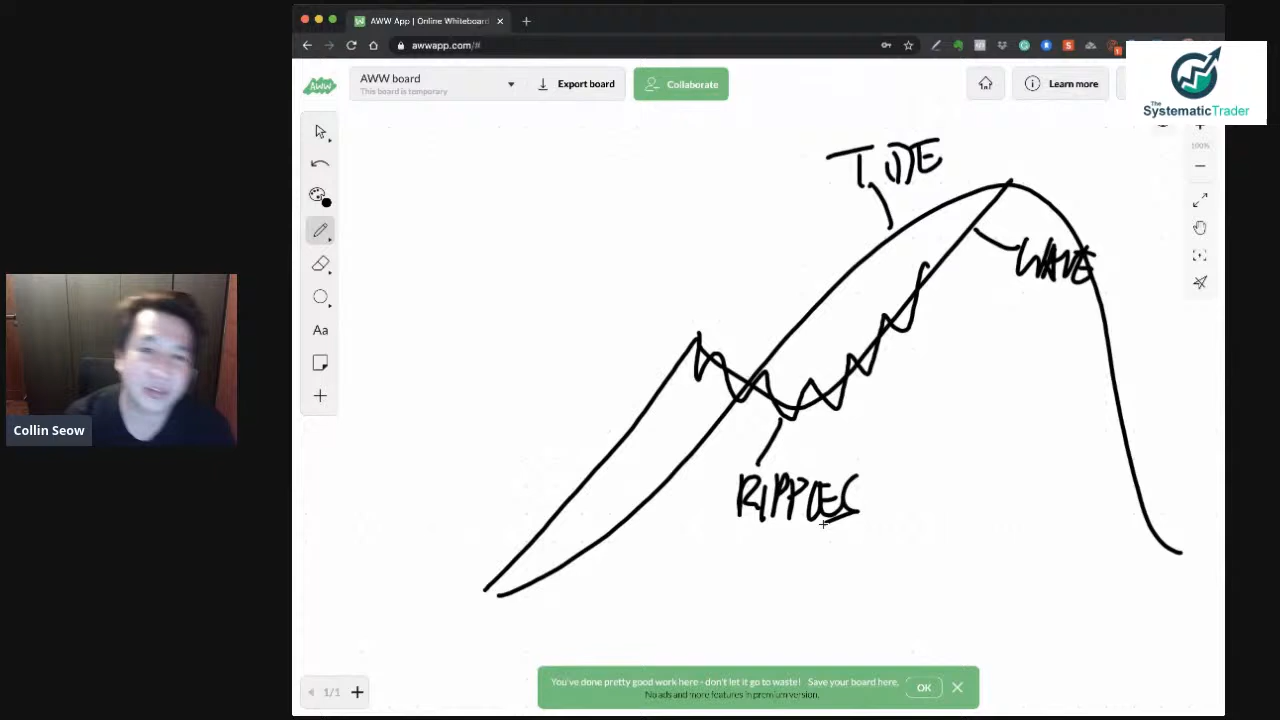 AWW App | Online Whiteboard
awwapp.com/#
AWW board
This board is temporary
Export board
Collaborate
Learn more
The
SystematicTrader
100%
Aa
TIDE
WAVE
RIPPLES
Collin Seow
1/1
You've done pretty good work here - don't let it go to waste! Save your board here.
No ads and more features in premium version.
OK